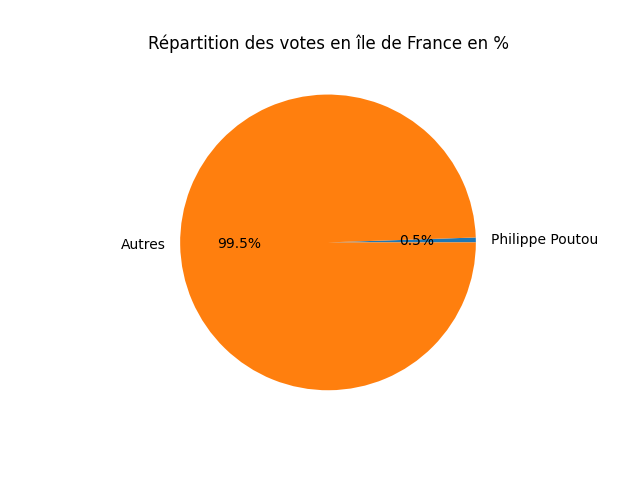 Répartition des votes en île de France en %
Autres
99.5%
0.5%
Philippe Poutou